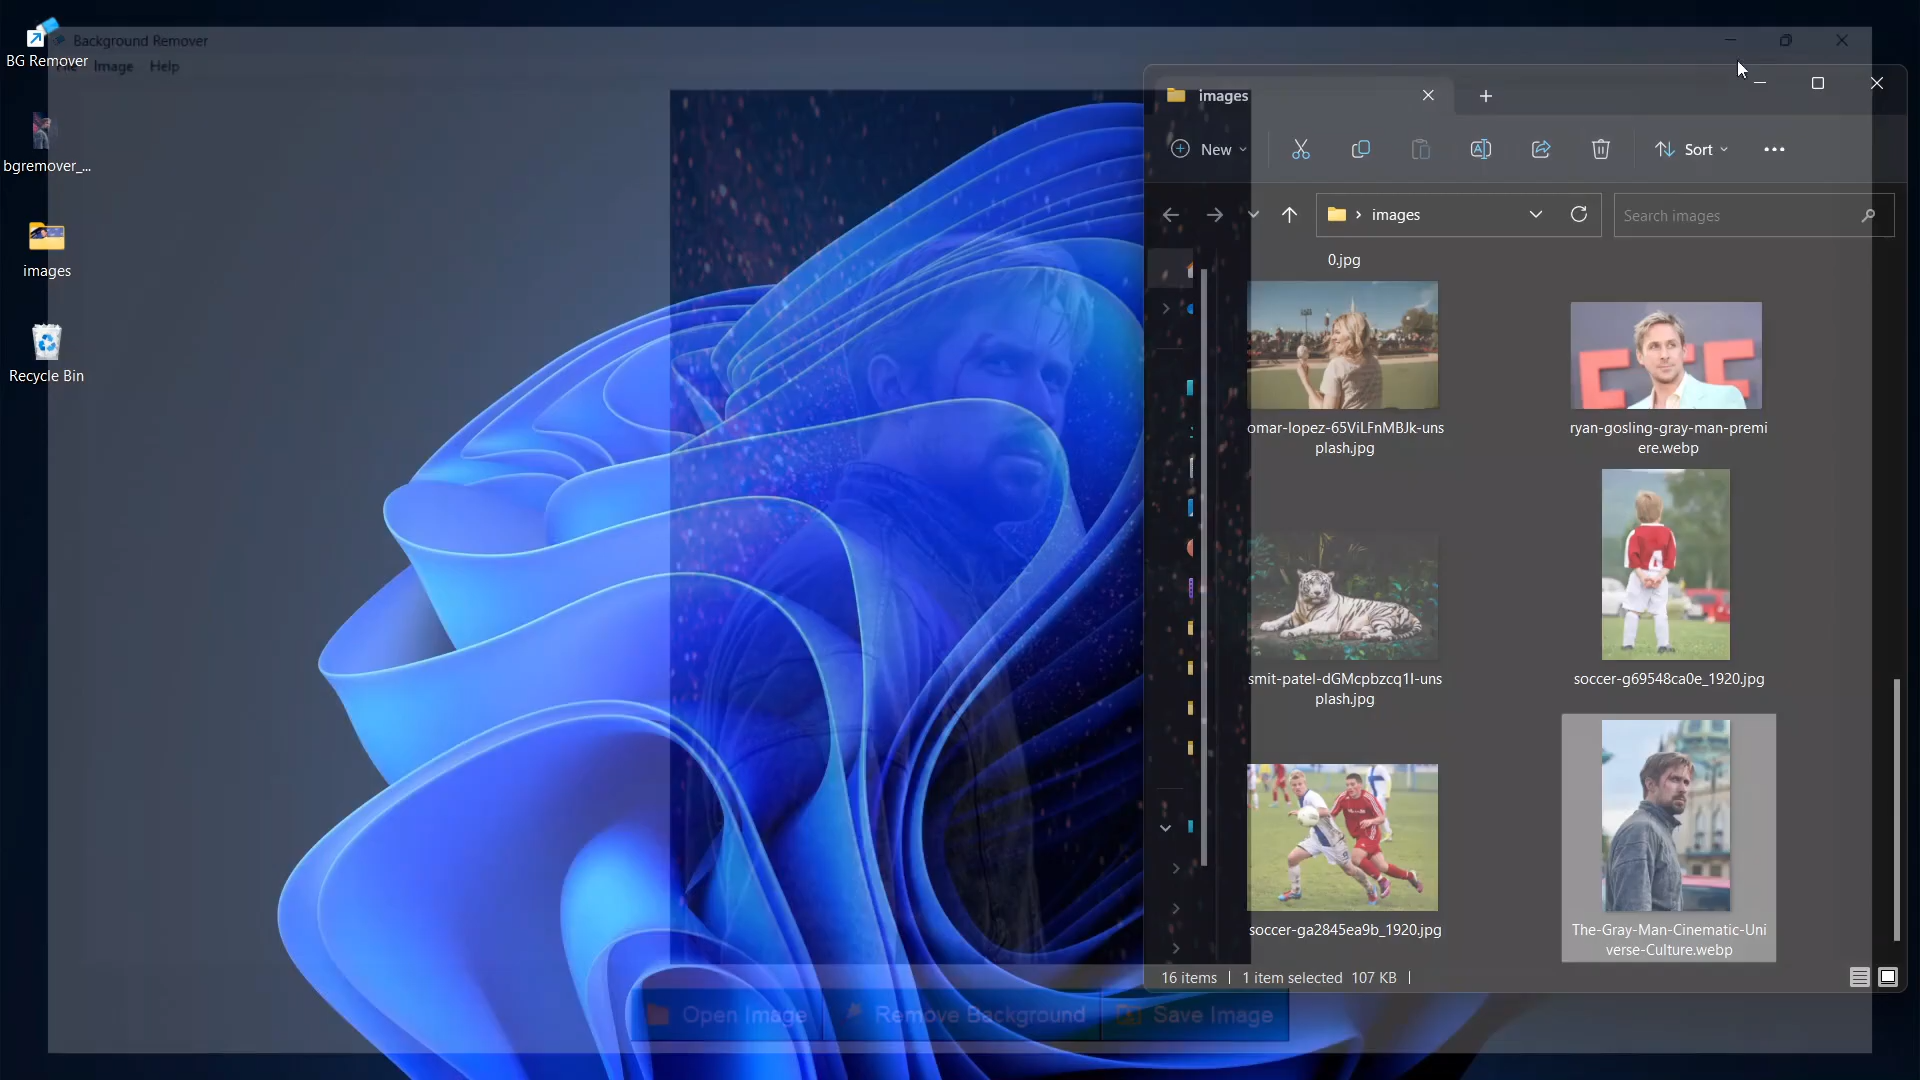 Background Remover
Image Help
BG Remover
bgremover_...
images
Recycle Bin
images
New
Sort
images
Search images
0.jpg
omar-lopez-65ViLFnMBJk-uns
plash.jpg
ryan-gosling-gray-man-premi
ere.webp
smit-patel-dGMcpbzcq1I-uns
plash.jpg
soccer-g69548ca0e_1920.jpg
4
soccer-ga2845ea9b_1920.jpg
The-Gray-Man-Cinematic-Uni
verse-Culture.webp
16 items
1 item selected 107 KB
Open Image
Remove Background
Save Image